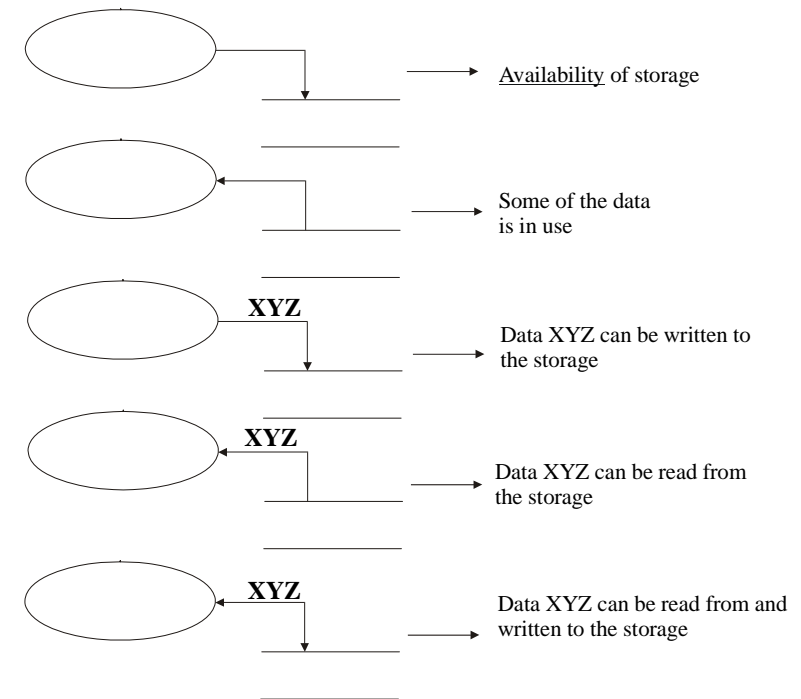 Availability of storage
Some of the data
is in use
XYZ
Data XYZ can be written to
the storage
XYZ
Data XYZ can be read from
the storage
XYZ
Data XYZ can be read from and
written to the storage